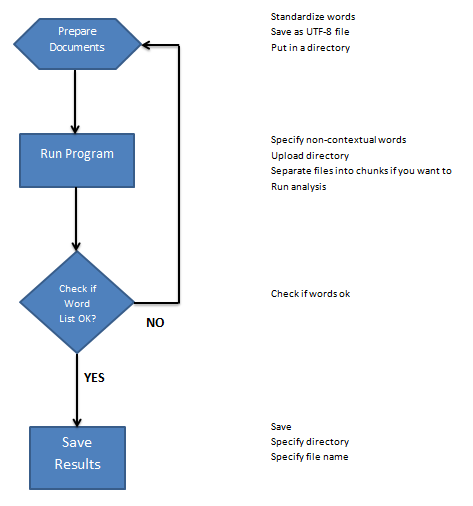 Prepare
Documents
Standardize words
Save as UTF-8 file
Put in a directory
Run Program
Specify non-contextual words
Upload directory
Separate files into chunks if you want to
Run analysis
Check if
Word
List OK?
NO
Check if words ok
YES
Save
Results
Save
Specify directory
Specify file name